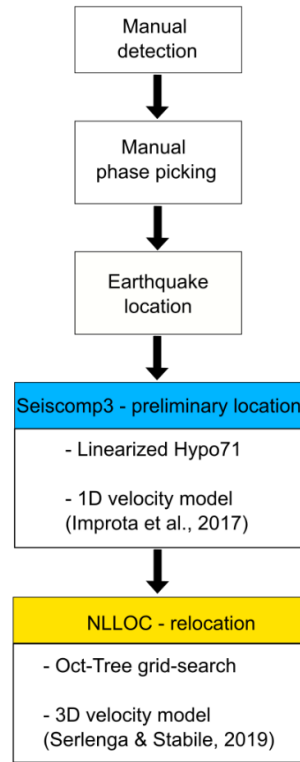 Manual
detection
Manual
phase picking
Earthquake
location
Seiscomp3 - preliminary location
- Linearized Hypo71
- 1D velocity model
(Improta et al., 2017)
NLLOC - relocation
- Oct-Tree grid-search
- 3D velocity model
(Serlenga & Stabile, 2019)